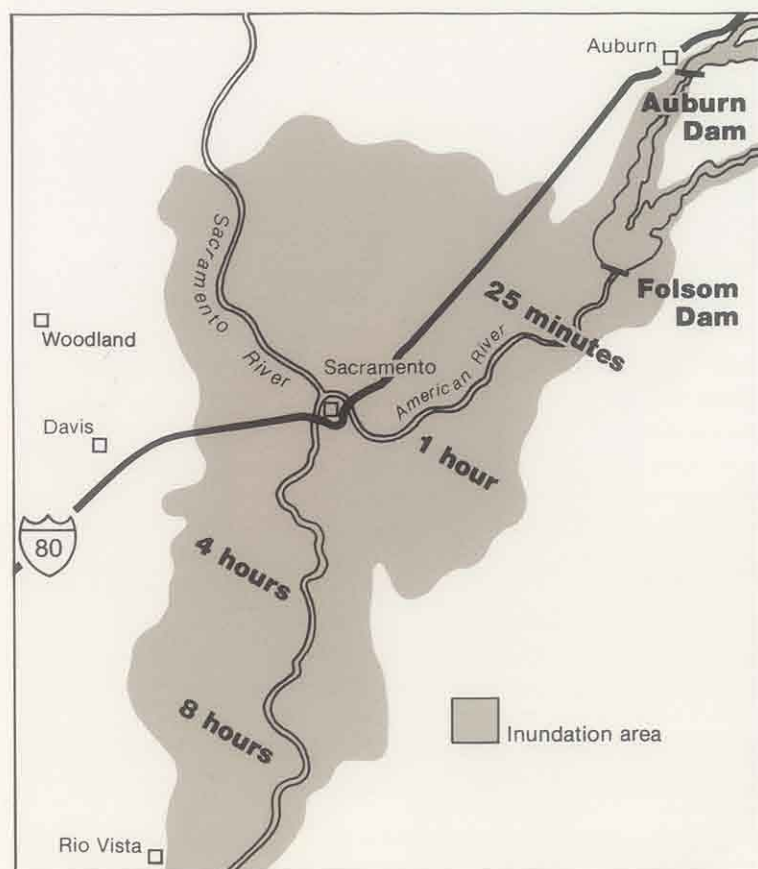 Auburn
Auburn
Dam
Folsom
Dam
25 minutes
Sacramento
River
Woodland
Sacramento
American River
Davis
1 hour
80
4 hours
8 hours
Inundation area
Rio Vista